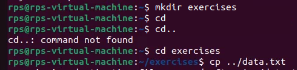 rps@rps-virtual-machine:~$ mkdir exercises
rps@rps-virtual-machine:~$ cd
rps@rps-virtual-machine:~$ cd..
cd..: command not found
rps@rps-virtual-machine:~$ cd exercises
rps@rps-virtual-machine:~/exercises$ cp ../data.txt